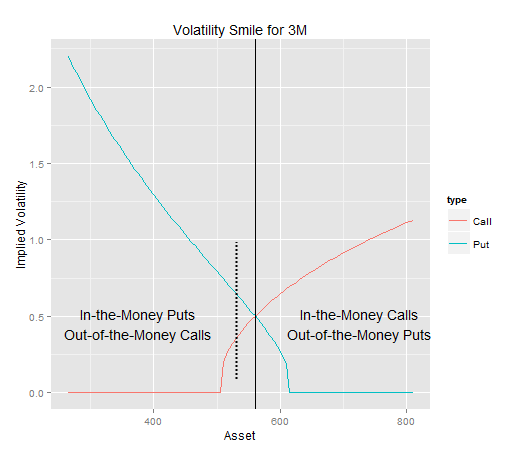 Volatility Smile for 3M
Implied Volatility
2.0
1.5
1.0
0.5
0.0
In-the-Money Puts
Out-of-the-Money Calls
In-the-Money Calls
Out-of-the-Money Puts
400
600
800
Asset
type
Call
Put